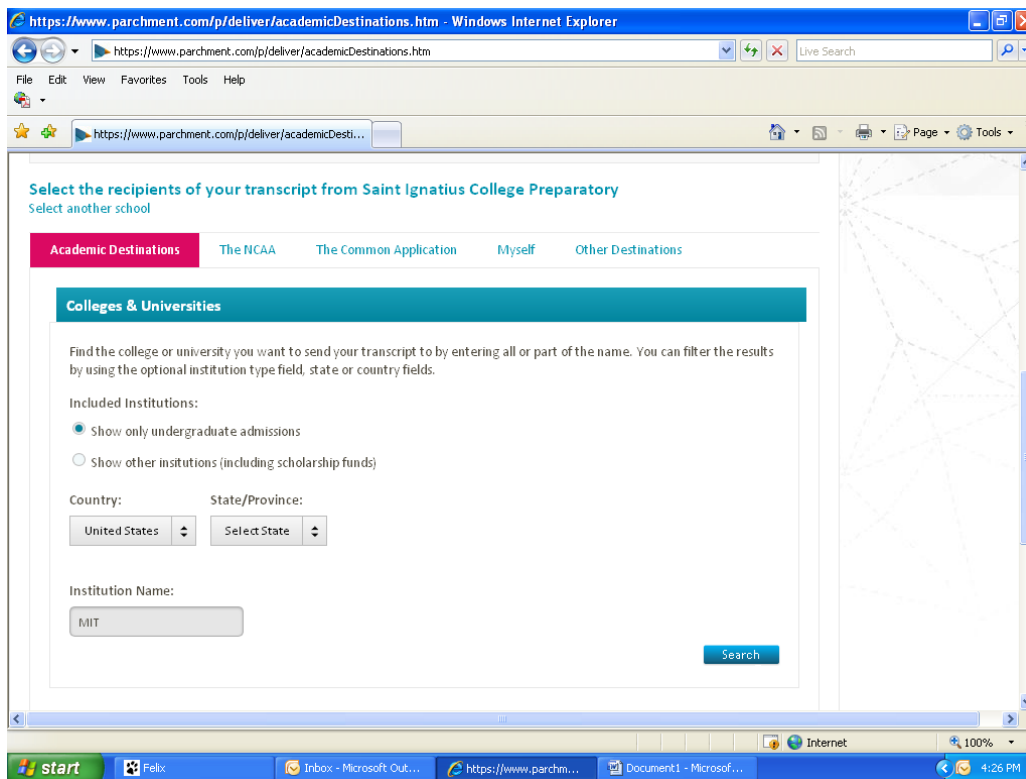 https://www.parchment.com/p/deliver/academicDestinations.htm - Windows Internet Explorer
https://www.parchment.com/p/deliver/academicDestinations.htm
Live Search
File Edit View Favorites Tools Help
https://www.parchment.com/p/deliver/academicDesti...
Page Tools
Select the recipients of your transcript from Saint Ignatius College Preparatory
Select another school
Academic Destinations The NCAA The Common Application Myself Other Destinations
Colleges & Universities
Find the college or university you want to send your transcript to by entering all or part of the name. You can filter the results
by using the optional institution type field, state or country fields.
Included Institutions:
Show only undergraduate admissions
Show other insitutions (including scholarship funds)
Country: State/Province:
United States Select State
Institution Name:
MIT
Search
Internet 100%
start Felix Inbox - Microsoft Out... https://www.parchm... Document1 - Microsof... 4:26 PM